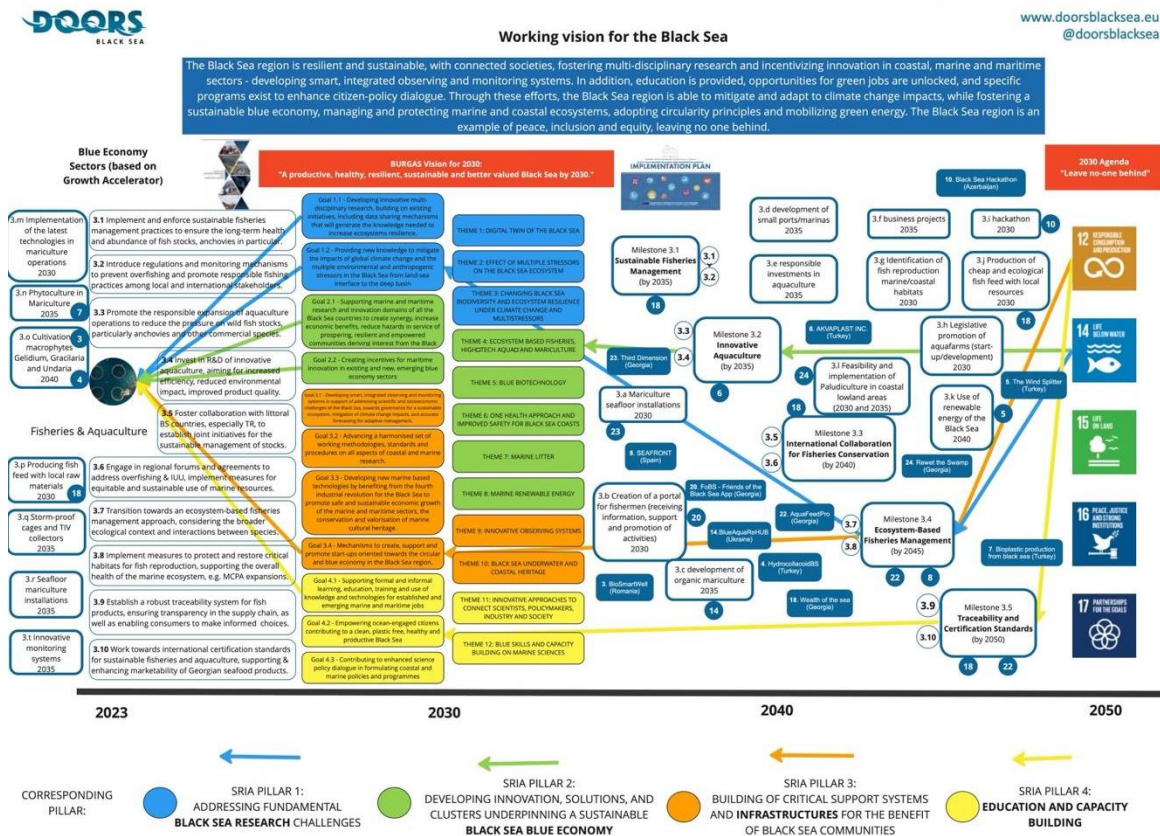 DOORS
BLACK SEA
www.doorsblacksea.eu
@doorsblacksea
Working vision for the Black Sea
The Black Sea region is resilient and sustainable, with connected societies, fostering multi-disciplinary research and incentivizing innovation in coastal, marine and maritime
sectors - developing smart, integrated observing and monitoring systems. In addition, education is provided, opportunities for green jobs are unlocked, and specific
programs exist to enhance citizen-policy dialogue. Through these efforts, the Black Sea region is able to mitigate and adapt to climate change impacts, while fostering a
sustainable blue economy, managing and protecting marine and coastal ecosystems, adopting circularity principles and mobilizing green energy. The Black Sea region is an
example of peace, inclusion and equity, leaving no one behind.
Blue Economy
Sectors (based on
Growth Accelerator)
BURGAS Vision for 2030:
"A productive, healthy, resilient, sustainable and better valued Black Sea by 2030."
IMPLEMENTATION PLAN
2030 Agenda
"Leave no-one behind"
3.m Implementation
of the latest
technologies in
mariculture
operations
2030
3.n Phytoculture in
Mariculture
2035
7
3.o Cultivation
macrophytes
Gelidium, Gracilaria
and Undaria
2040
3
4
Fisheries & Aquaculture
3.p Producing fish
feed with local raw
materials
2030
18
3.q Storm-proof
cages and TIV
collectors
2035
3.r Seafloor
mariculture
installations
2035
3.t Innovative
monitoring
systems
2035
3.1 Implement and enforce sustainable fisheries
management practices to ensure the long-term health
and abundance of fish stocks, anchovies in particular.
3.2 Introduce regulations and monitoring mechanisms
to prevent overfishing and promote responsible fishing
practices among local and international stakeholders.
3.3 Promote the responsible expansion of aquaculture
operations to reduce the pressure on wild fish stocks,
particularly anchovies and other commercial species.
3.4 Invest in R&D of innovative
aquaculture, aiming for increased
efficiency, reduced environmental
impact, improved product quality.
3.5 Foster collaboration with littoral
BS countries, especially TR, to
establish joint initiatives for the
sustainable management of stocks.
3.6 Engage in regional forums and agreements to
address overfishing & IUU, implement measures for
equitable and sustainable use of marine resources.
3.7 Transition towards an ecosystem-based fisheries
management approach, considering the broader
ecological context and interactions between species.
3.8 Implement measures to protect and restore critical
habitats for fish reproduction, supporting the overall
health of the marine ecosystem, e.g. MCPA expansions.
3.9 Establish a robust traceability system for fish
products, ensuring transparency in the supply chain, as
well as enabling consumers to make informed choices.
3.10 Work towards international certification standards
for sustainable fisheries and aquaculture, supporting &
enhancing marketability of Georgian seafood products.
Goal 1.1 - Developing innovative multi-
disciplinary research, building on existing
initiatives, including data sharing mechanisms
that will generate the knowledge needed to
increase ecosystems resilience.
Goal 1.2 - Providing new knowledge to mitigate
the impacts of global climate change and the
multiple environmental and anthropogenic
stressors in the Black Sea from land-sea
interface to the deep basin
Goal 2.1 - Supporting marine and maritime
research and innovation domains of all the
Black Sea countries to create synergy, increase
economic benefits, reduce hazards in service of
prospering, resilient and empowered
communities deriving interest from the Black
Goal 2.2 - Creating incentives for marine
innovation in existing and new, emerging blue
economy sectors
Goal 3.1 - Developing smart, integrated observing and monitoring
systems in support of addressing scientific and socioeconomic
challenges of the Black Sea, towards governance for a sustainable
ecosystem, mitigation of climate change impacts, and accurate
forecasting for adaptive management.
Goal 3.2 - Advancing a harmonised set of
working methodologies, standards and
procedures on all aspects of coastal and
marine research.
Goal 3.3 - Developing new marine based
technologies by benefiting from the fourth
industrial revolution for the Black Sea to
promote safe and sustainable economic growth
of the marine and maritime sectors, the
conservation and valorisation of marine
cultural heritage.
Goal 3.4 - Mechanisms to create, support and
promote start-ups oriented towards the circular
and blue economy in the Black Sea region.
Goal 4.1 - Supporting formal and informal
learning, education, training and use of
knowledge and technologies for established and
emerging marine and maritime jobs
Goal 4.2 - Empowering ocean-engaged citizens
contributing to a clean, plastic free, healthy and
productive Black Sea
Goal 4.3 - Contributing to enhanced science
policy dialogue in formulating coastal and
marine policies and programmes
THEME 1: DIGITAL TWIN OF THE BLACK SEA
THEME 2: EFFECT OF MULTIPLE STRESSORS
ON THE BLACK SEA ECOSYSTEM
THEME 3: CHANGING BLACK SEA
BIODIVERSITY AND ECOSYSTEM RESILIENCE
UNDER CLIMATE CHANGE AND
MULTISTRESSORS
THEME 4: ECOSYSTEM BASED FISHERIES,
HIGHTECH AQUA AND MARICULTURE
THEME 5: BLUE BIOTECHNOLOGY
THEME 6: ONE HEALTH APPROACH AND
IMPROVED SAFETY FOR BLACK SEA COASTS
THEME 7: MARINE LITTER
THEME 8: MARINE RENEWABLE ENERGY
THEME 9: INNOVATIVE OBSERVING SYSTEMS
THEME 10: BLACK SEA UNDERWATER
AND COASTAL HERITAGE
THEME 11: INNOVATIVE APPROACHES TO
CONNECT SCIENTISTS, POLICYMAKERS,
INDUSTRY AND SOCIETY
THEME 12: BLUE SKILLS AND CAPACITY
BUILDING ON MARINE SCIENCES
Milestone 3.1
Sustainable Fisheries
Management
(by 2035)
3.1
3.2
18
3.3
3.4
Milestone 3.2
Innovative
Aquaculture
(by 2035)
6
23. Third Dimension
(Georgia)
3.a Mariculture
seafloor installations
2030
23
8. SEAFRONT
(Spain)
3.b Creation of a portal
for fishermen (receiving
information, support
and promotion of
activities)
2030
20. FoBS - Friends of the
Black Sea App (Georgia)
20
14.BlueAquaReHUB
(Ukraine)
3. BioSmartWell
(Romania)
3.c development of
organic mariculture
2035
14
3.d development of
small ports/marinas
2035
3.e responsible
investments in
aquaculture
2035
6. AKVAPLAST INC.
(Turkey)
24
3.l Feasibility and
implementation of
Paludiculture in coastal
lowland areas
(2030 and 2035)
18
3.5
3.6
Milestone 3.3
International Collaboration
for Fisheries Conservation
(by 2040)
22. AquaFeedPro
(Georgia)
4. HydrocollacoidBS
(Turkey)
18. Wealth of the sea
(Georgia)
3.7
3.8
Milestone 3.4
Ecosystem-Based
Fisheries Management
(by 2045)
22
8
3.9
3.10
Milestone 3.5
Traceability and
Certification Standards
(by 2050)
18
22
10. Black Sea Hackathon
(Azerbaijan)
3.f business projects
2035
3.i hackathon
2030
10
3.g Identification of
fish reproduction
marine/coastal
habitats
2030
3.j Production of
cheap and ecological
fish feed with local
resources
2030
18
3.h Legislative
promotion of
aquafarms (start-
up/development)
2030
5. The Wind Splitter
(Turkey)
3.k Use of
renewable energy of
the Black Sea
2040
5
24. Rewet the Swamp
(Georgia)
7. Bioplastic production
from black sea (Turkey)
12 RESPONSIBLE
CONSUMPTION
AND PRODUCTION
14 LIFE
BELOW WATER
15 LIFE
ON LAND
16 PEACE, JUSTICE
AND STRONG
INSTITUTIONS
17 PARTNERSHIPS
FOR THE GOALS
2023
2030
2040
2050
CORRESPONDING
PILLAR:
SRIA PILLAR 1:
ADDRESSING FUNDAMENTAL
BLACK SEA RESEARCH CHALLENGES
SRIA PILLAR 2:
DEVELOPING INNOVATION, SOLUTIONS, AND
CLUSTERS UNDERPINNING A SUSTAINABLE
BLACK SEA BLUE ECONOMY
SRIA PILLAR 3:
BUILDING OF CRITICAL SUPPORT SYSTEMS
AND INFRASTRUCTURES FOR THE BENEFIT
OF BLACK SEA COMMUNITIES
SRIA PILLAR 4:
EDUCATION AND CAPACITY
BUILDING